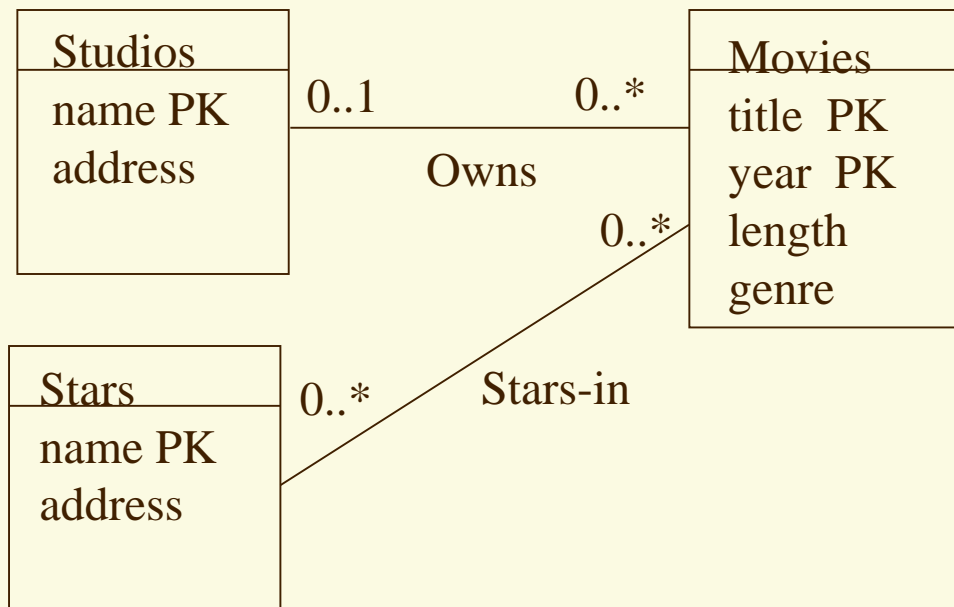 Studios
name PK
address
0..1
0..*
Owns
Movies
title PK
year PK
length
genre
0..*
Stars
name PK
address
0..*
Stars-in